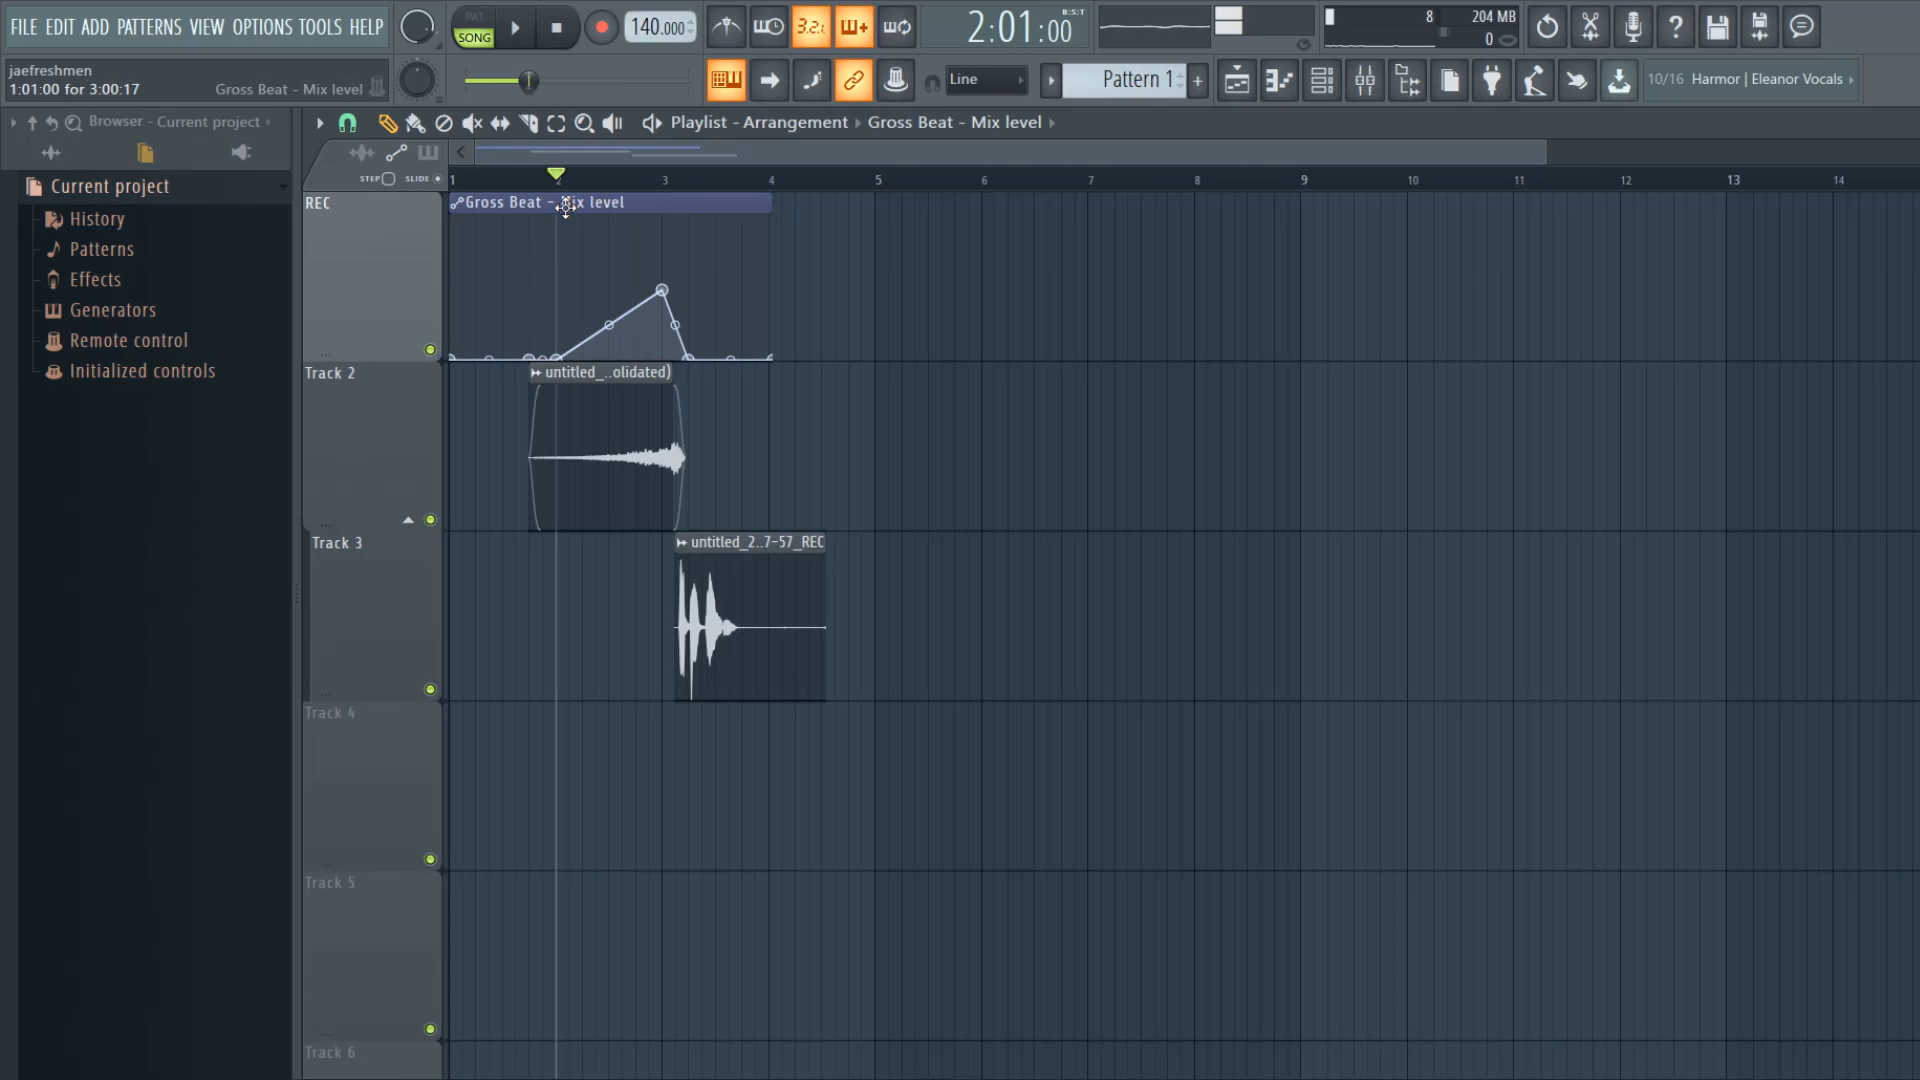 FILE EDIT ADD PATTERNS VIEW OPTIONS TOOLS HELP
PAT
SONG
140.000
3.2.1
2:01:00
B:S:T
8
204 MB
0
jaefreshmen
1:01:00 for 3:00:17
Gross Beat - Mix level
Line
Pattern 1
10/16 Harmor | Eleanor Vocals
Browser - Current project
Playlist - Arrangement
Gross Beat - Mix level
STEP
SLIDE
Current project
History
Patterns
Effects
Generators
Remote control
Initialized controls
1 2 3 4 5 6 7 8 9 10 11 12 13 14
REC
Gross Beat - Mix level
Track 2
untitled_..olidated)
Track 3
untitled_2..7-57_REC
Track 4
Track 5
Track 6